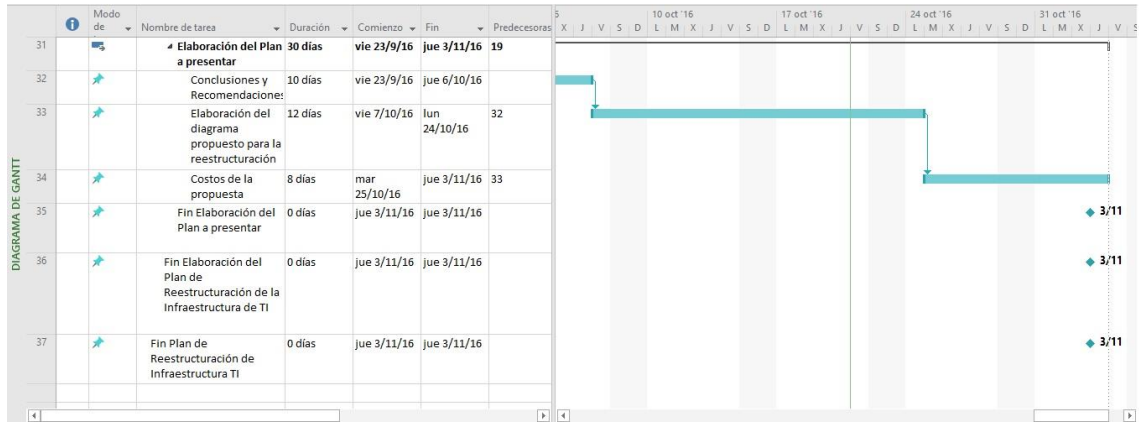 DIAGRAMA DE GANTT
Modo de Nombre de tarea Duración Comienzo Fin Predecesoras
31 Elaboración del Plan a presentar 30 días vie 23/9/16 jue 3/11/16 19
32 Conclusiones y Recomendaciones 10 días vie 23/9/16 jue 6/10/16
33 Elaboración del diagrama propuesto para la reestructuración 12 días vie 7/10/16 lun 24/10/16 32
34 Costos de la propuesta 8 días mar 25/10/16 jue 3/11/16 33
35 Fin Elaboración del Plan a presentar 0 días jue 3/11/16 jue 3/11/16
36 Fin Elaboración del Plan de Reestructuración de la Infraestructura de TI 0 días jue 3/11/16 jue 3/11/16
37 Fin Plan de Reestructuración de Infraestructura TI 0 días jue 3/11/16 jue 3/11/16
10 oct '16 17 oct '16 24 oct '16 31 oct '16
X J V S D L M X J V S D L M X J V S D L M X J V S D L M X J V S
3/11
3/11
3/11